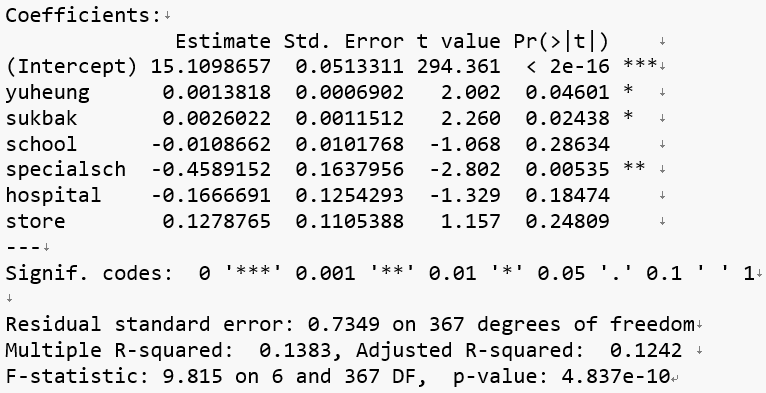 Coefficients:↓
Estimate Std. Error t value Pr(>|t|) ↓
(Intercept) 15.1098657 0.0513311 294.361 < 2e-16 ***↓
yuheung 0.0013818 0.0006902 2.002 0.04601 * ↓
sukbak 0.0026022 0.0011512 2.260 0.02438 * ↓
school -0.0108662 0.0101768 -1.068 0.28634 ↓
specialsch -0.4589152 0.1637956 -2.802 0.00535 ** ↓
hospital -0.1666691 0.1254293 -1.329 0.18474 ↓
store 0.1278765 0.1105388 1.157 0.24809 ↓
---↓
Signif. codes: 0 '***' 0.001 '**' 0.01 '*' 0.05 '.' 0.1 ' ' 1↓
↓
Residual standard error: 0.7349 on 367 degrees of freedom↓
Multiple R-squared: 0.1383, Adjusted R-squared: 0.1242 ↓
F-statistic: 9.815 on 6 and 367 DF, p-value: 4.837e-10↵